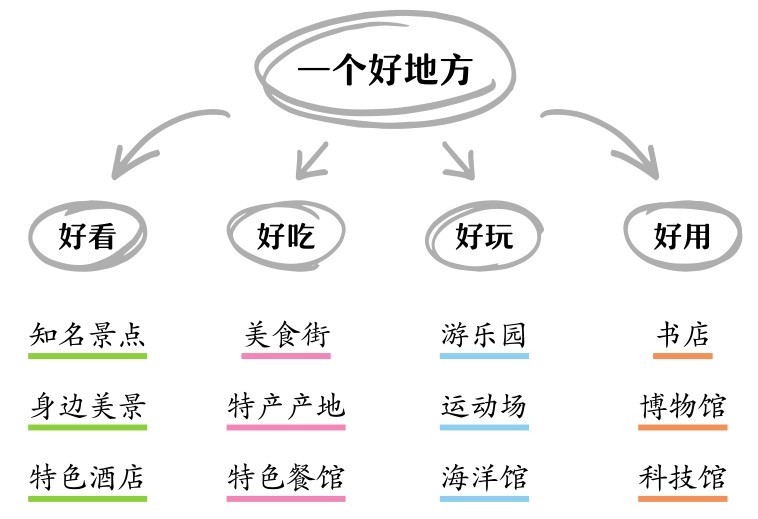 一个好地方
好看 好吃 好玩 好用
知名景点 美食街 游乐园 书店
身边美景 特产产地 运动场 博物馆
特色酒店 特色餐馆 海洋馆 科技馆